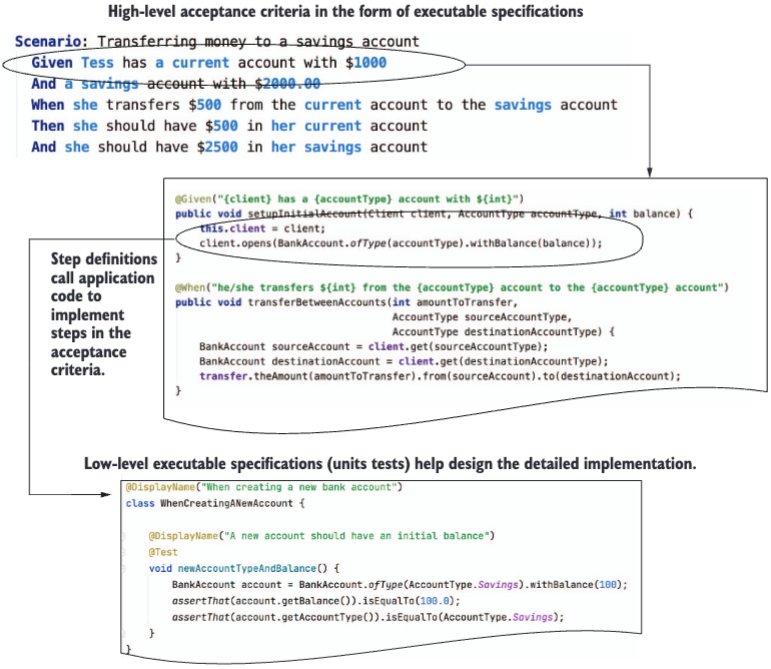 High-level acceptance criteria in the form of executable specifications
Scenario: Transferring money to a savings account
Given Tess has a current account with $1000
And a savings account with $2000.00
When she transfers $500 from the current account to the savings account
Then she should have $500 in her current account
And she should have $2500 in her savings account
@Given("{client} has a {accountType} account with ${int}")
public void setupInitialAccount(Client client, AccountType accountType, int balance) {
this.client = client;
client.opens(BankAccount.ofType(accountType).withBalance(balance));
}
@When("he/she transfers ${int} from the {accountType} account to the {accountType} account")
public void transferBetweenAccounts(int amountToTransfer,
AccountType sourceAccountType,
AccountType destinationAccountType) {
BankAccount sourceAccount = client.get(sourceAccountType);
BankAccount destinationAccount = client.get(destinationAccountType);
transfer.theAmount(amountToTransfer).from(sourceAccount).to(destinationAccount);
}
Step definitions
call application
code to
implement
steps in the
acceptance
criteria.
Low-level executable specifications (units tests) help design the detailed implementation.
@DisplayName("When creating a new bank account")
class WhenCreatingANewAccount {
@DisplayName("A new account should have an initial balance")
@Test
void newAccountTypeAndBalance() {
BankAccount account = BankAccount.ofType(AccountType.Savings).withBalance(100);
assertThat(account.getBalance()).isEqualTo(100.0);
assertThat(account.getAccountType()).isEqualTo(AccountType.Savings);
}
}